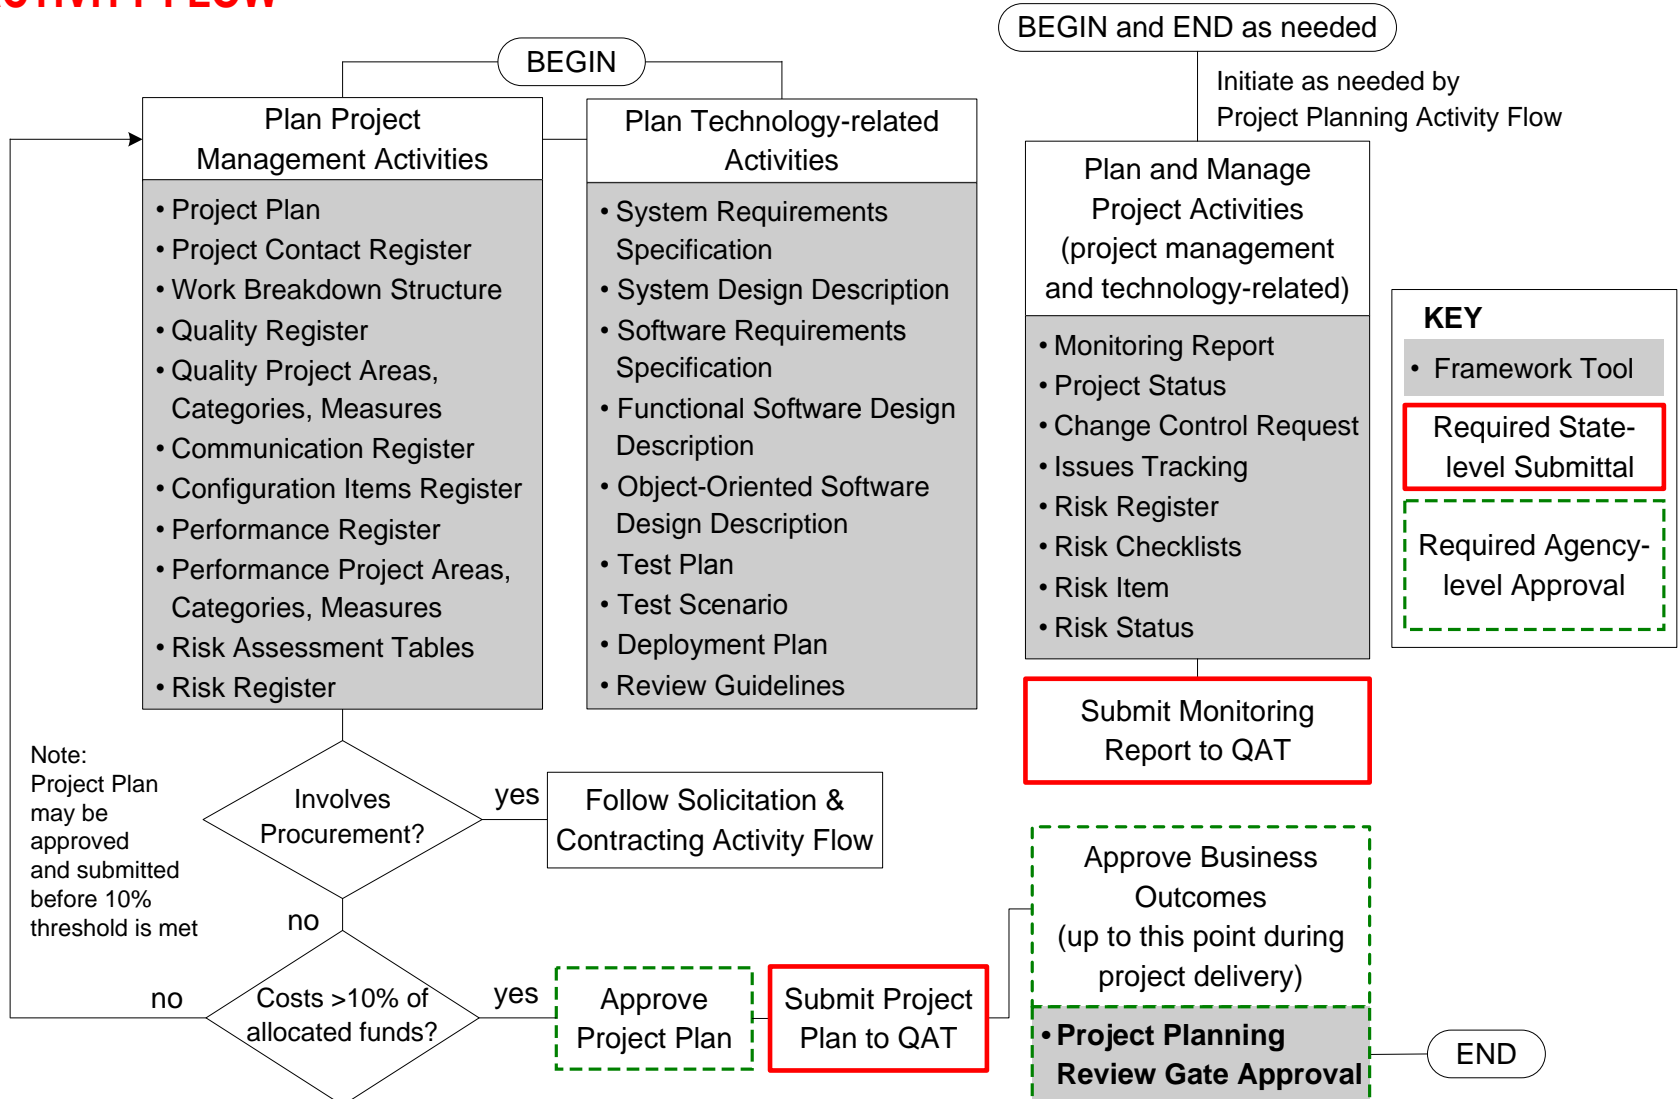 ACTIVITY FLOW
BEGIN
Plan Project
Management Activities
• Project Plan
• Project Contact Register
• Work Breakdown Structure
• Quality Register
• Quality Project Areas,
Categories, Measures
• Communication Register
• Configuration Items Register
• Performance Register
• Performance Project Areas,
Categories, Measures
• Risk Assessment Tables
• Risk Register
Plan Technology-related
Activities
• System Requirements
Specification
• System Design Description
• Software Requirements
Specification
• Functional Software Design
Description
• Object-Oriented Software
Design Description
• Test Plan
• Test Scenario
• Deployment Plan
• Review Guidelines
BEGIN and END as needed
Initiate as needed by
Project Planning Activity Flow
Plan and Manage
Project Activities
(project management
and technology-related)
• Monitoring Report
• Project Status
• Change Control Request
• Issues Tracking
• Risk Register
• Risk Checklists
• Risk Item
• Risk Status
Submit Monitoring
Report to QAT
KEY
• Framework Tool
Required State-
level Submittal
Required Agency-
level Approval
Note:
Project Plan
may be
approved
and submitted
before 10%
threshold is met
Involves
Procurement?
yes
Follow Solicitation &
Contracting Activity Flow
no
Costs >10% of
allocated funds?
no
yes
Approve
Project Plan
Submit Project
Plan to QAT
Approve Business
Outcomes
(up to this point during
project delivery)
• Project Planning
Review Gate Approval
END